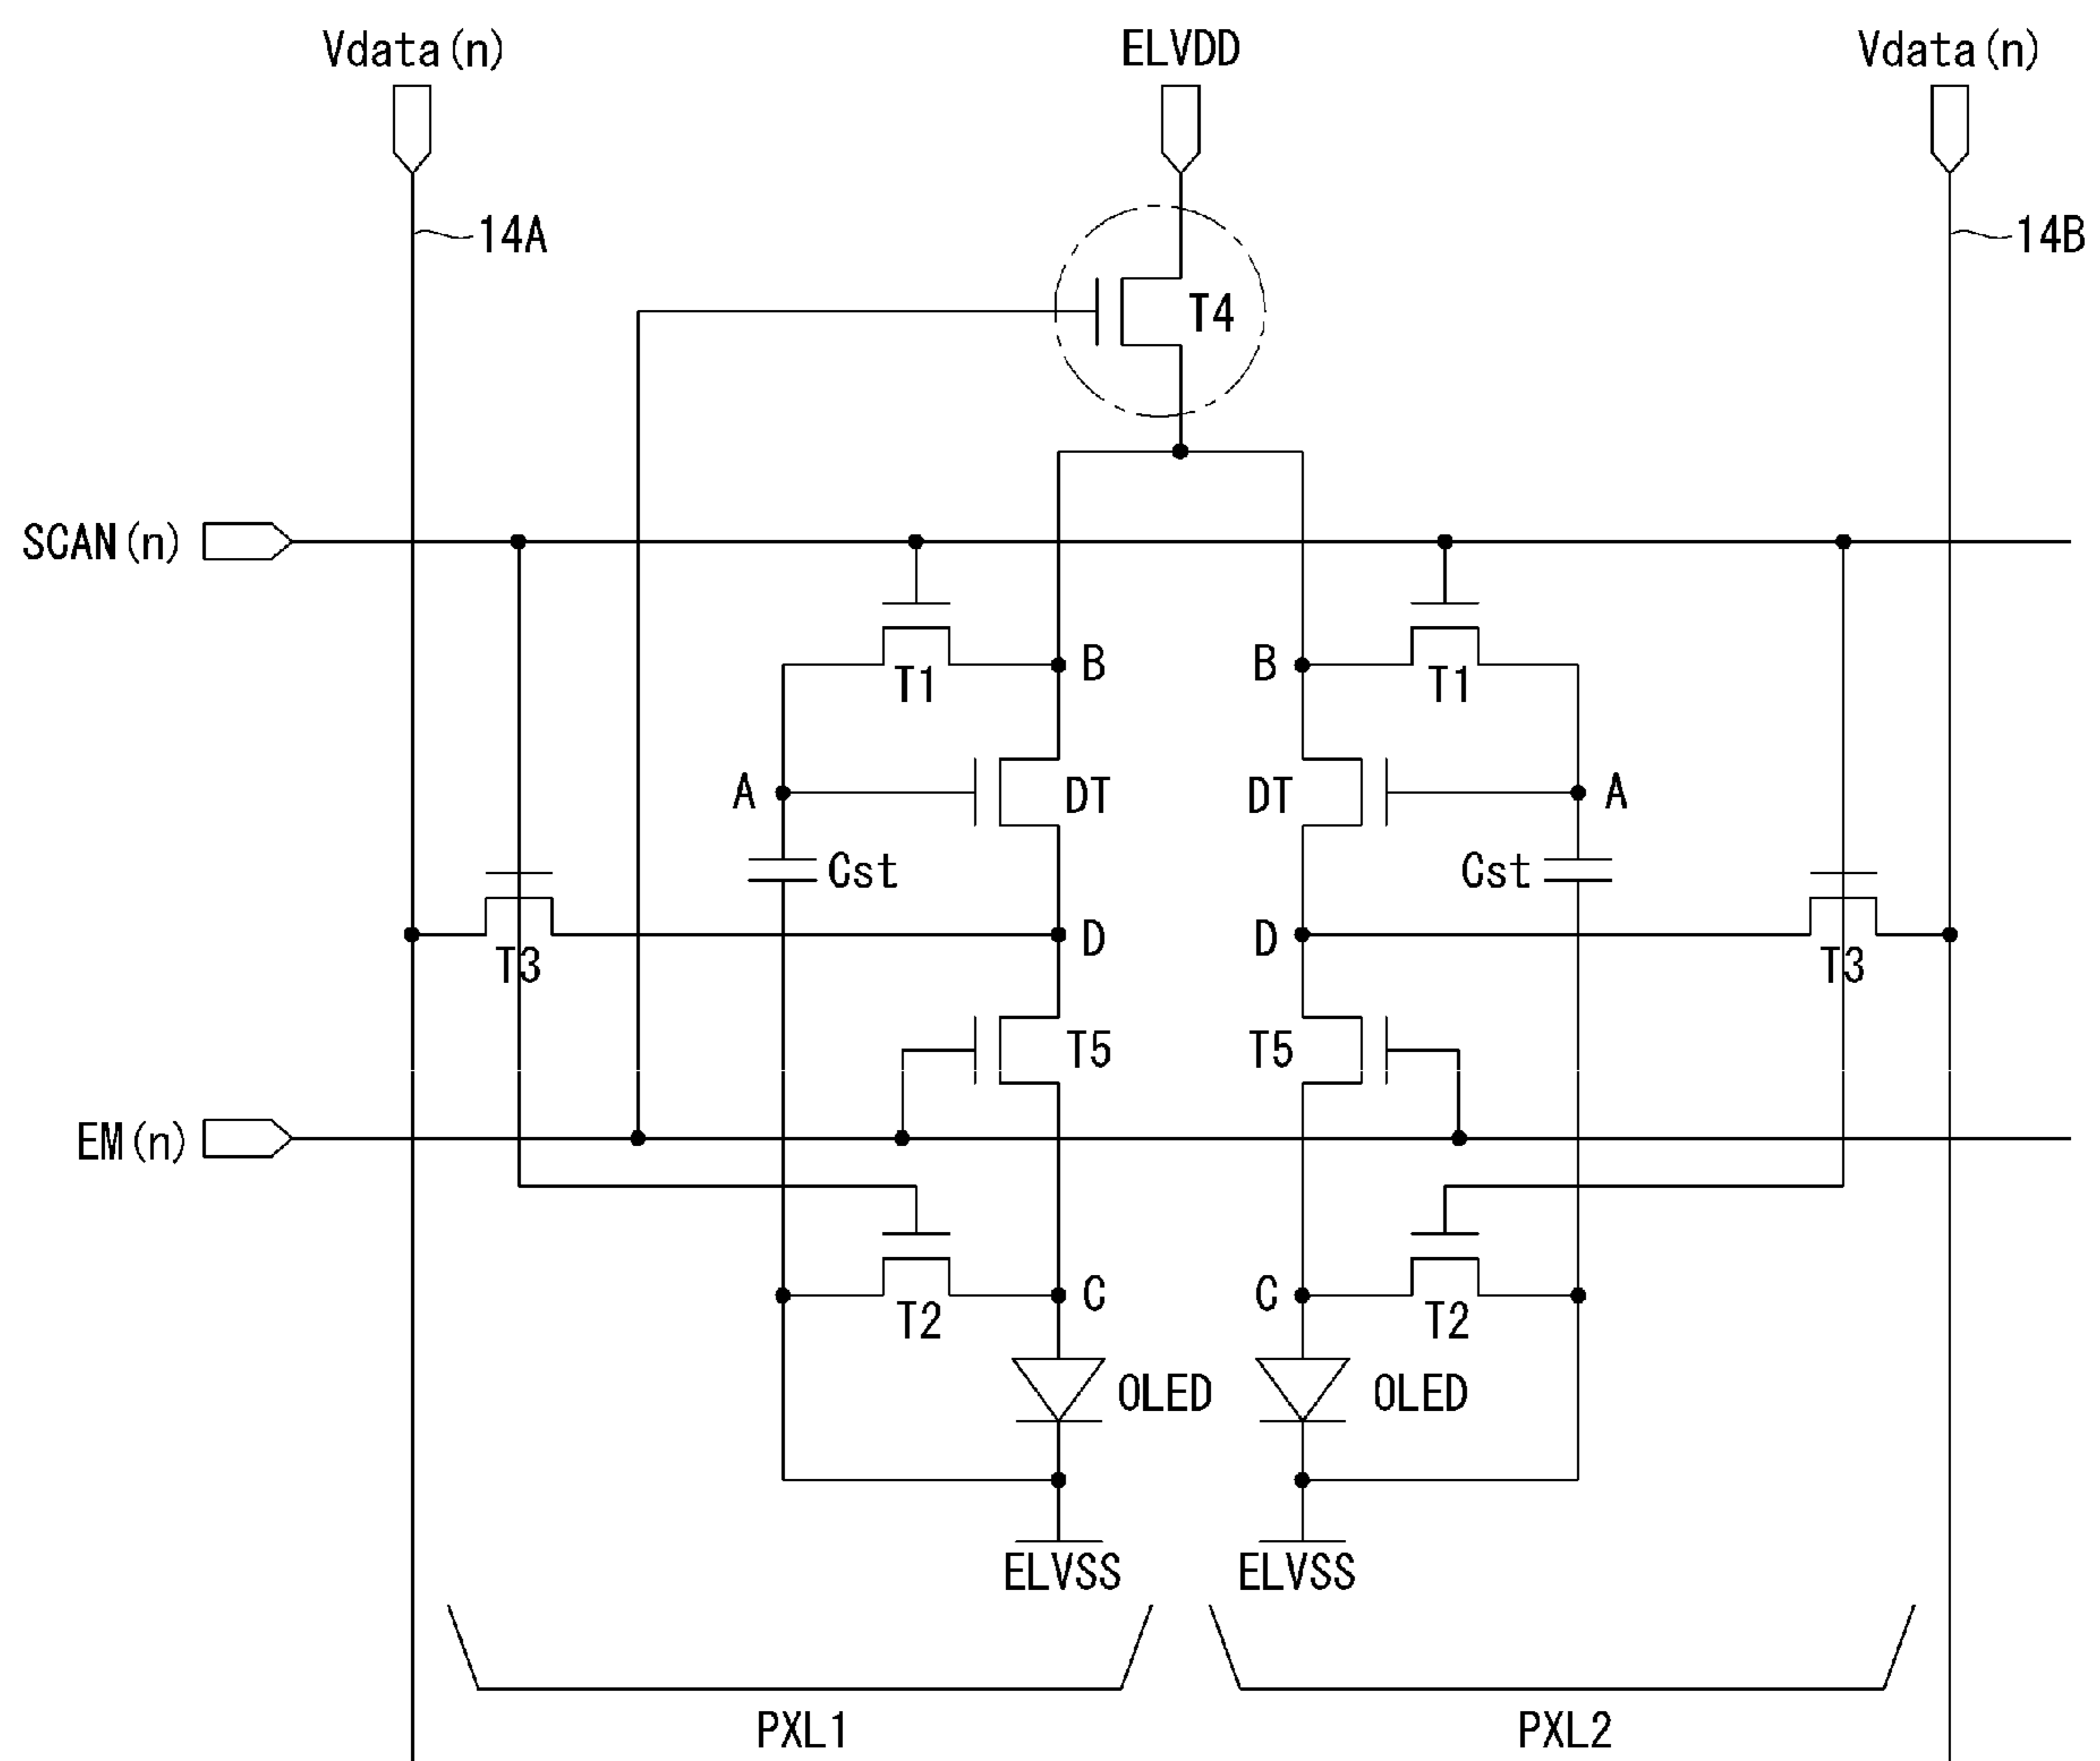 Vdata(n)
ELVDD
Vdata(n)
14A
14B
T4
SCAN(n)
T1
B
B
T1
A
DT
DT
A
Cst
Cst
T3
D
D
T3
T5
T5
EM(n)
T2
C
C
T2
OLED
OLED
ELVSS
ELVSS
PXL1
PXL2